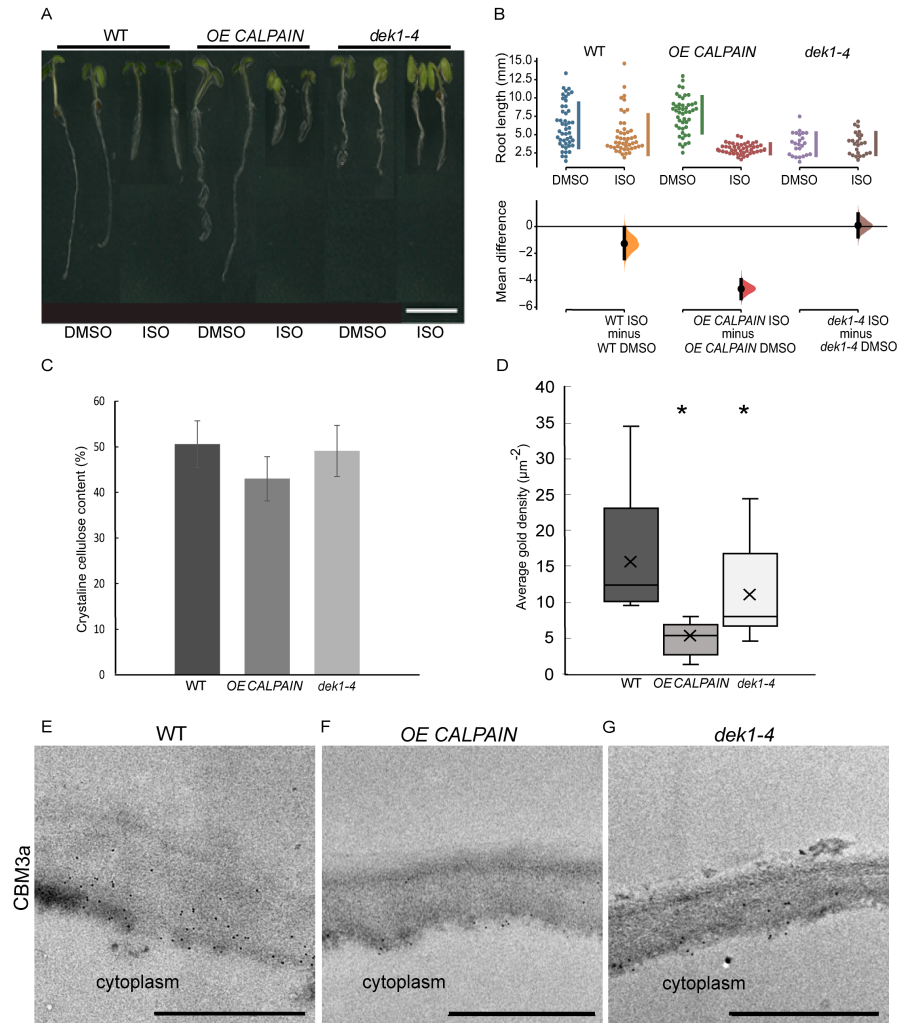 A
WT OE CALPAIN dek1-4
DMSO ISO DMSO ISO DMSO ISO
B
WT OE CALPAIN dek1-4
Root length (mm)
15.0
12.5
10.0
7.5
5.0
2.5
DMSO ISO DMSO ISO DMSO ISO
Mean difference
0
−2
−4
−6
WT ISO
minus
WT DMSO
OE CALPAIN ISO
minus
OE CALPAIN DMSO
dek1-4 ISO
minus
dek1-4 DMSO
C
Crystaline cellulose content (%)
60
50
40
30
20
10
0
WT OE CALPAIN dek1-4
D
Average gold density (µm-2)
40
35
30
25
20
15
10
5
0
* *
WT OE CALPAIN dek1-4
E WT
F OE CALPAIN
G dek1-4
CBM3a
cytoplasm cytoplasm cytoplasm